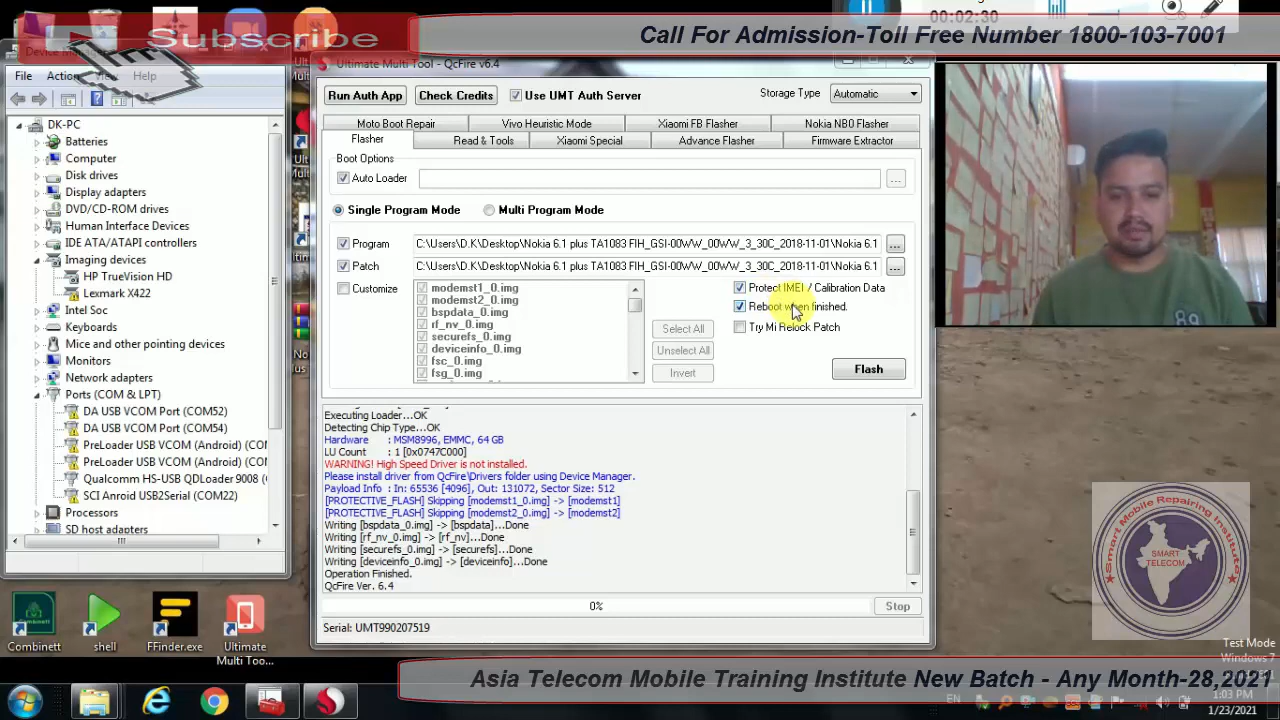 Subscribe
Call For Admission-Toll Free Number 1800-103-7001
00:02:30
Ultimate Multi Tool - QcFire v6.4
File
Action
View
Help
Run Auth App
Check Credits
Use UMT Auth Server
Storage Type
Automatic
Moto Boot Repair
Vivo Heuristic Mode
Xiaomi FB Flasher
Nokia NB0 Flasher
Flasher
Read & Tools
Xiaomi Special
Advance Flasher
Firmware Extractor
Boot Options
Auto Loader
...
Single Program Mode
Multi Program Mode
Program
C:\Users\D.K\Desktop\Nokia 6.1 plus TA1083 FIH_GSI-00WW_00WW_3_30C_2018-11-01\Nokia 6.1
...
Patch
C:\Users\D.K\Desktop\Nokia 6.1 plus TA1083 FIH_GSI-00WW_00WW_3_30C_2018-11-01\Nokia 6.1
...
Customize
modemst1_0.img
modemst2_0.img
bspdata_0.img
rf_nv_0.img
securefs_0.img
deviceinfo_0.img
fsc_0.img
fsg_0.img
Select All
Unselect All
Invert
Protect IMEI / Calibration Data
Reboot when finished.
Try Mi Relock Patch
Flash
Executing Loader...OK
Detecting Chip Type...OK
Hardware : MSM8996, EMMC, 64 GB
LU Count : 1 [0x0747C000]
WARNING! High Speed Driver is not installed.
Please install driver from QcFire\Drivers folder using Device Manager.
Payload Info : In: 65536 [4096], Out: 131072, Sector Size: 512
[PROTECTIVE_FLASH] Skipping [modemst1_0.img] -> [modemst1]
[PROTECTIVE_FLASH] Skipping [modemst2_0.img] -> [modemst2]
Writing [bspdata_0.img] -> [bspdata]...Done
Writing [rf_nv_0.img] -> [rf_nv]...Done
Writing [securefs_0.img] -> [securefs]...Done
Writing [deviceinfo_0.img] -> [deviceinfo]...Done
Operation Finished.
QcFire Ver. 6.4
0%
Stop
Serial: UMT990207519
DK-PC
Batteries
Computer
Disk drives
Display adapters
DVD/CD-ROM drives
Human Interface Devices
IDE ATA/ATAPI controllers
Imaging devices
HP TrueVision HD
Lexmark X422
Intel Soc
Keyboards
Mice and other pointing devices
Monitors
Network adapters
Ports (COM & LPT)
DA USB VCOM Port (COM52)
DA USB VCOM Port (COM54)
PreLoader USB VCOM (Android) (CO
PreLoader USB VCOM (Android) (CO
Qualcomm HS-USB QDLoader 9008 (
SCI Anroid USB2Serial (COM22)
Processors
SD host adapters
Combinett
shell
FFinder.exe
Ultimate
Multi Too...
Smart Mobile Repairing Institute
SMART
TELECOM
Test Mode
Windows 7
Asia Telecom Mobile Training Institute New Batch - Any Month-28,2021
EN
1:03 PM
1/23/2021